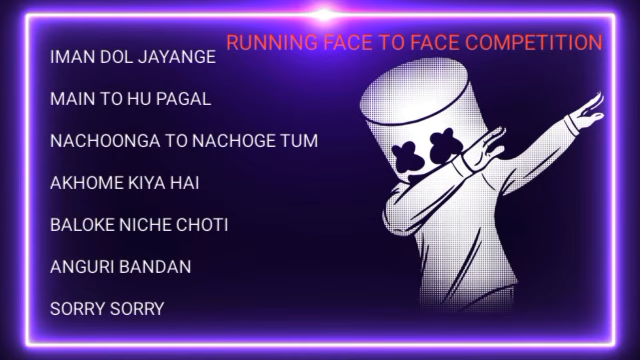 RUNNING FACE TO FACE COMPETITION
IMAN DOL JAYANGE
MAIN TO HU PAGAL
NACHOONGA TO NACHOGE TUM
AKHOME KIYA HAI
BALOKE NICHE CHOTI
ANGURI BANDAN
SORRY SORRY